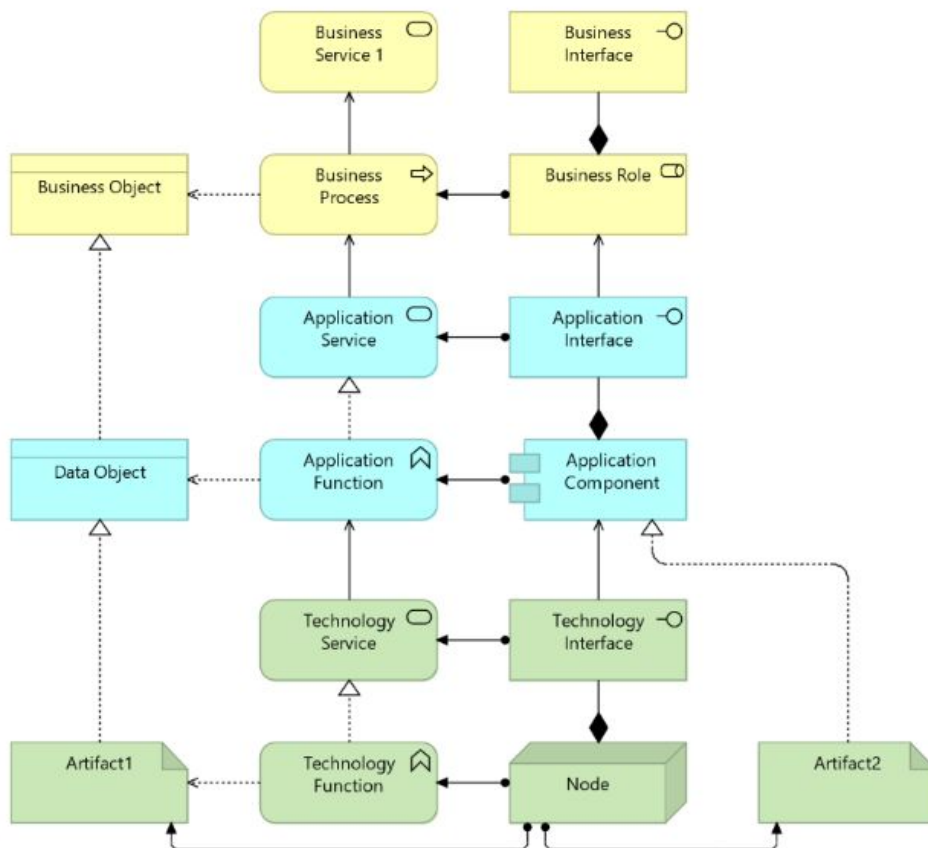 Business
Service 1
Business
Interface
Business Object
Business
Process
Business Role
Application
Service
Application
Interface
Data Object
Application
Function
Application
Component
Technology
Service
Technology
Interface
Artifact1
Technology
Function
Node
Artifact2